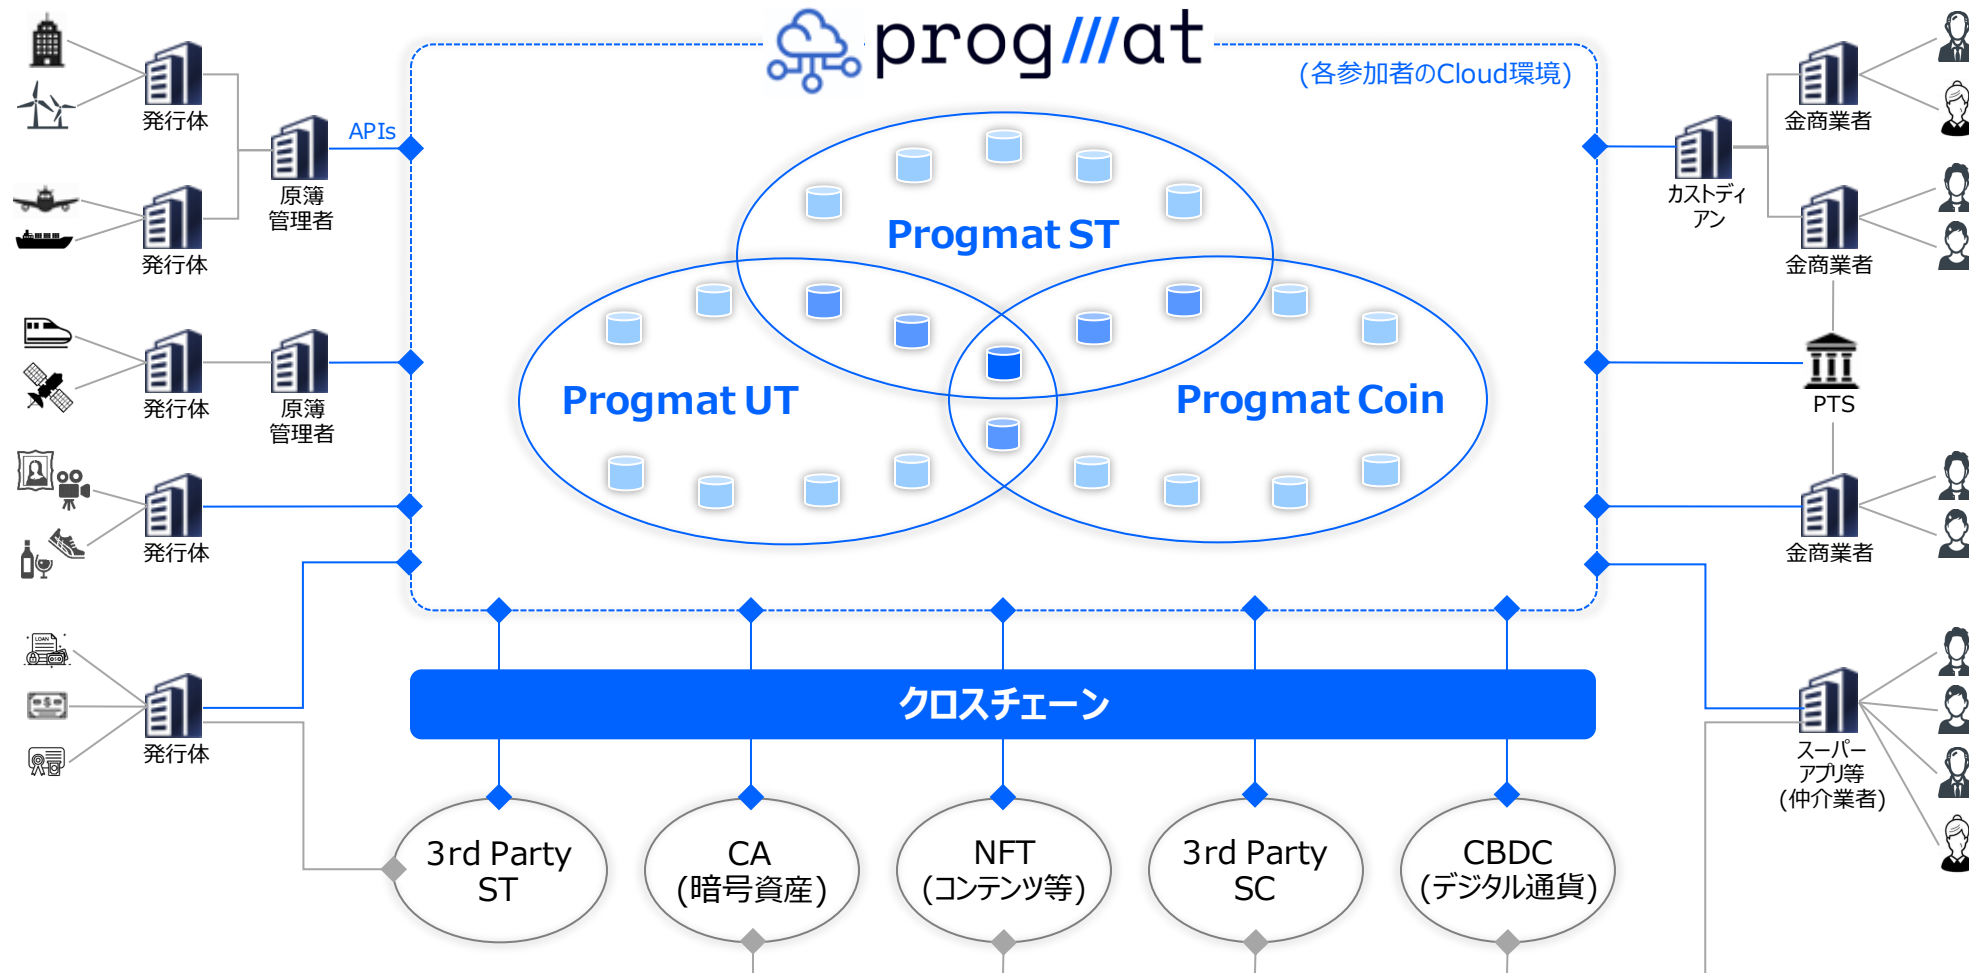 progmat
(各参加者のCloud環境)
発行体
発行体
原簿
管理者
APIs
発行体
原簿
管理者
発行体
LOAN
発行体
Progmat ST
Progmat UT
Progmat Coin
クロスチェーン
3rd Party
ST
CA
(暗号資産)
NFT
(コンテンツ等)
3rd Party
SC
CBDC
(デジタル通貨)
カストディ
アン
金商業者
金商業者
PTS
金商業者
スーパー
アプリ等
(仲介業者)